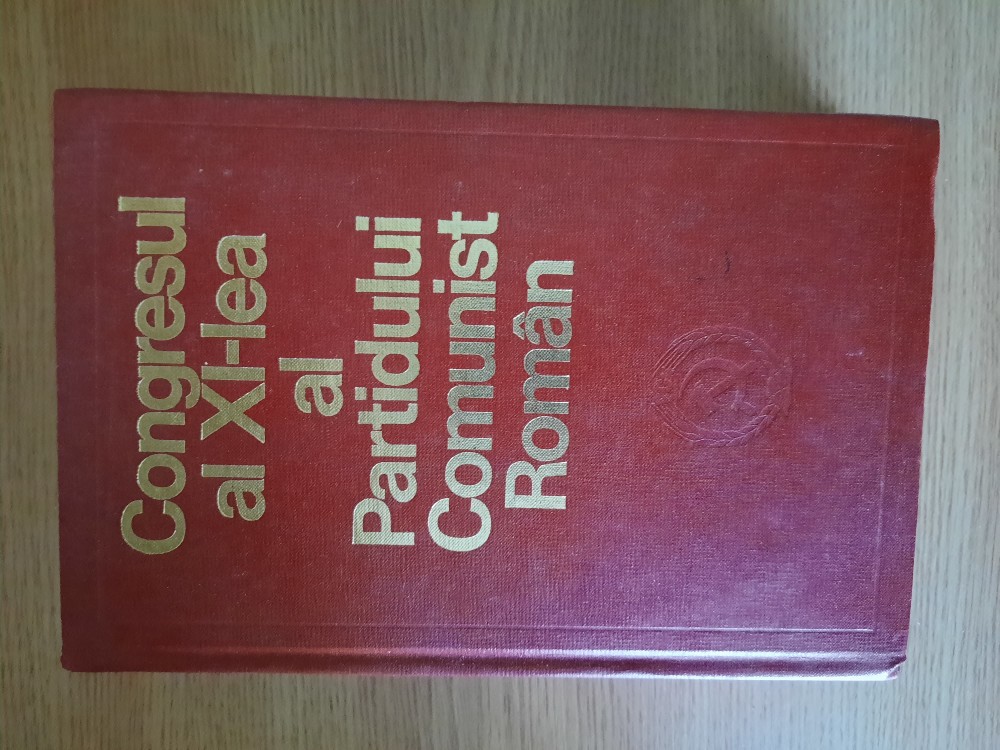 Congresul
al XI-lea
al
Partidului
Comunist
Român